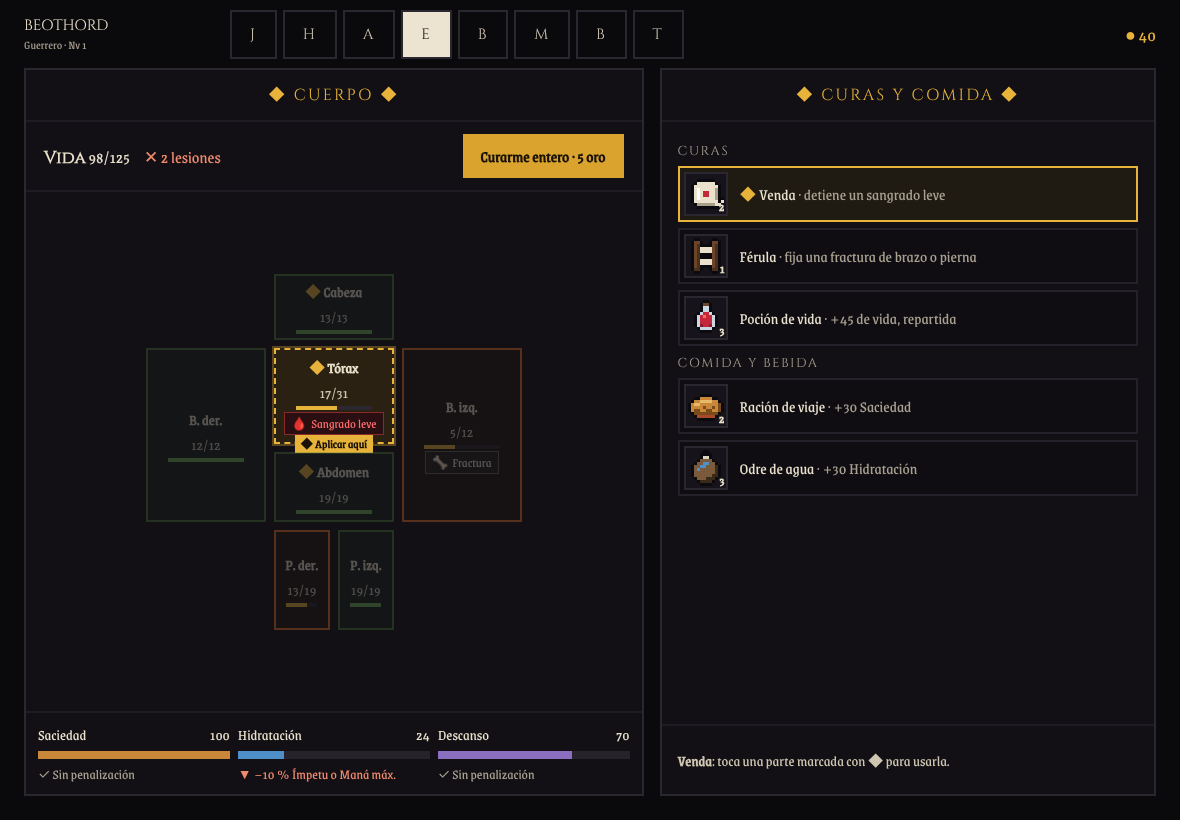 BEOTHORD
Guerrero · Nv 1
J H A E B M B T
40
CUERPO
VIDA 98/125 ✕ 2 lesiones
Curarme entero · 5 oro
Cabeza
13/13
Tórax
17/31
Sangrado leve
Aplicar aquí
B. der.
12/12
B. izq.
5/12
Fractura
Abdomen
19/19
P. der.
13/19
P. izq.
19/19
Saciedad 100
✓ Sin penalización
Hidratación 24
▼ −10 % Ímpetu o Maná máx.
Descanso 70
✓ Sin penalización
CURAS Y COMIDA
CURAS
2
◆ Venda · detiene un sangrado leve
1
Férula · fija una fractura de brazo o pierna
3
Poción de vida · +45 de vida, repartida
COMIDA Y BEBIDA
2
Ración de viaje · +30 Saciedad
3
Odre de agua · +30 Hidratación
Venda: toca una parte marcada con ◆ para usarla.